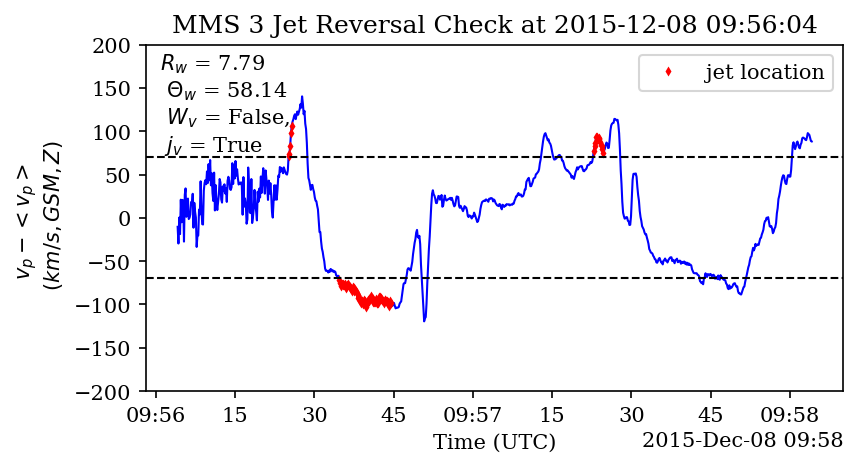 MMS 3 Jet Reversal Check at 2015-12-08 09:56:04
R_w = 7.79
Θ_w = 58.14
W_v = False,
j_v = True
jet location
v_p − < v_p >
(km/s, GSM, Z)
200
150
100
50
0
−50
−100
−150
−200
09:56 15 30 45 09:57 15 30 45 09:58
Time (UTC)
2015-Dec-08 09:58